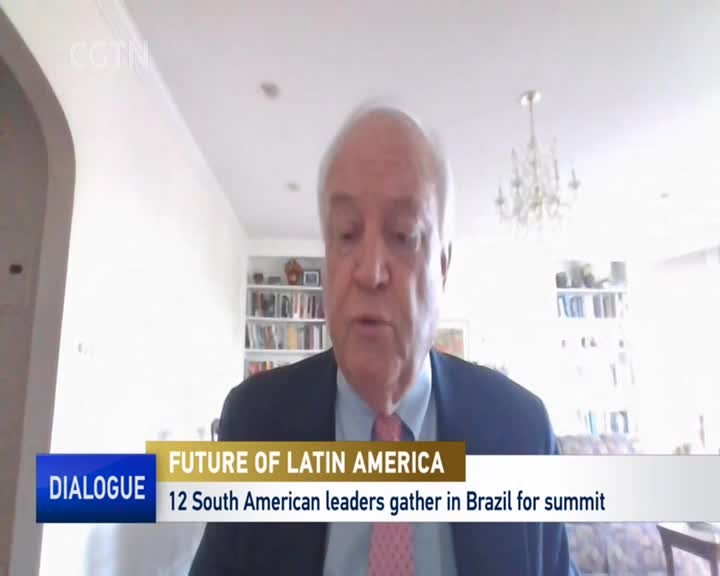 CGTN
FUTURE OF LATIN AMERICA
DIALOGUE
12 South American leaders gather in Brazil for summit